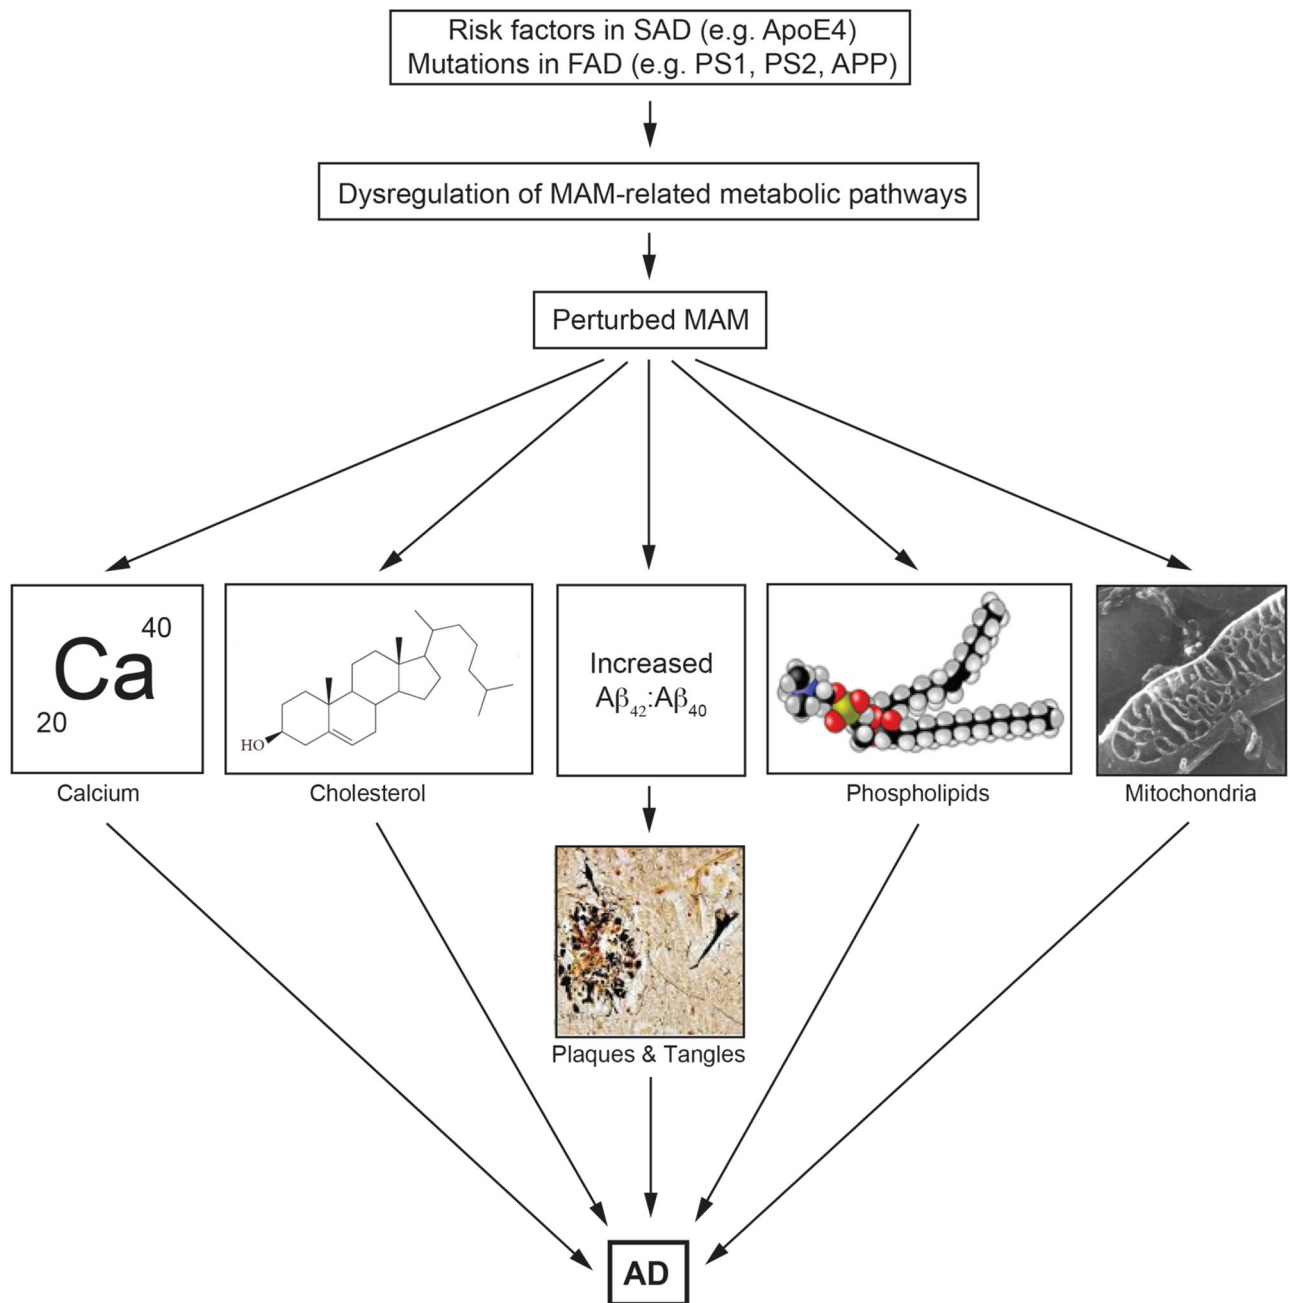 Risk factors in SAD (e.g. ApoE4)
Mutations in FAD (e.g. PS1, PS2, APP)
Dysregulation of MAM-related metabolic pathways
Perturbed MAM
40
Ca
20
Calcium
HO
Cholesterol
Increased
Aβ₄₂:Aβ₄₀
Phospholipids
Mitochondria
Plaques & Tangles
AD